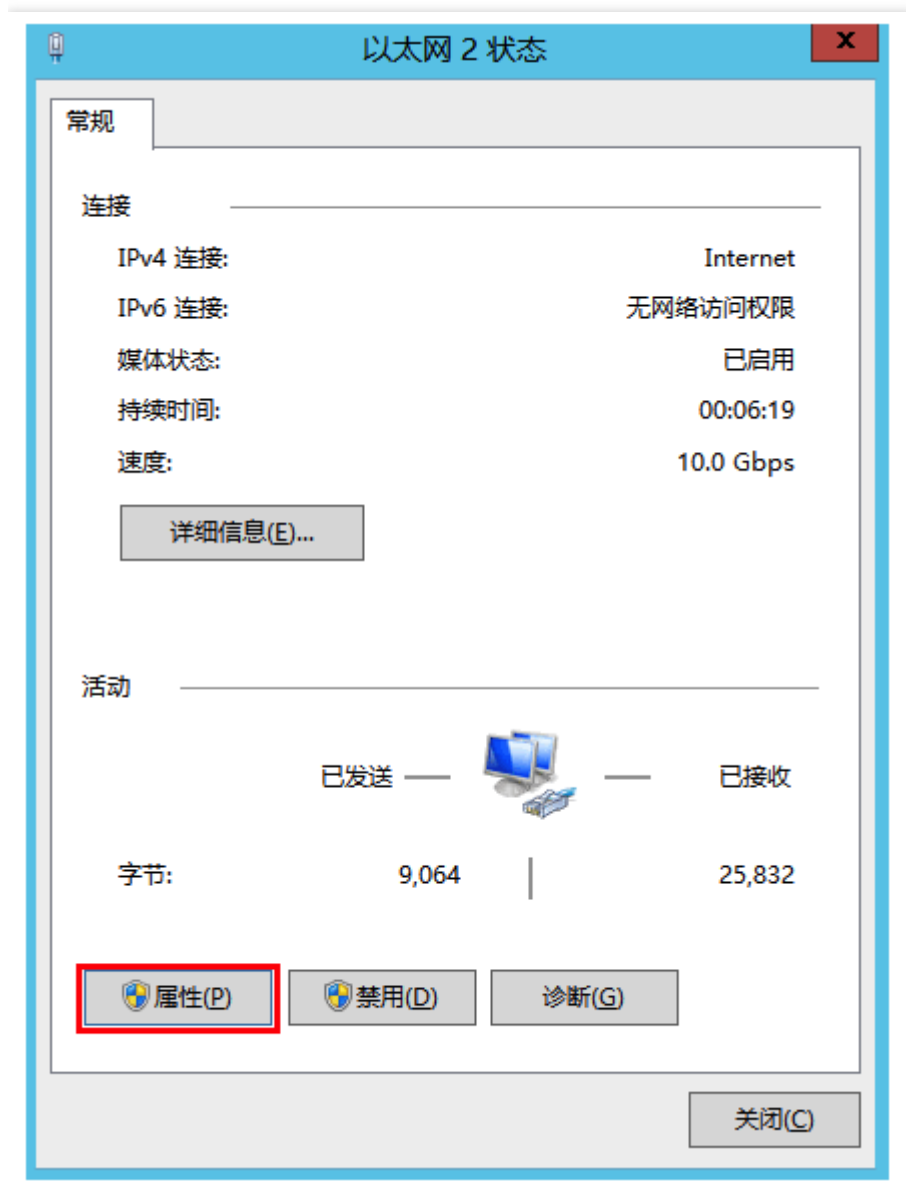 以太网 2 状态
常规
连接
IPv4 连接: Internet
IPv6 连接: 无网络访问权限
媒体状态: 已启用
持续时间: 00:06:19
速度: 10.0 Gbps
详细信息(E)...
活动
已发送 已接收
字节: 9,064 25,832
属性(P) 禁用(D) 诊断(G)
关闭(C)